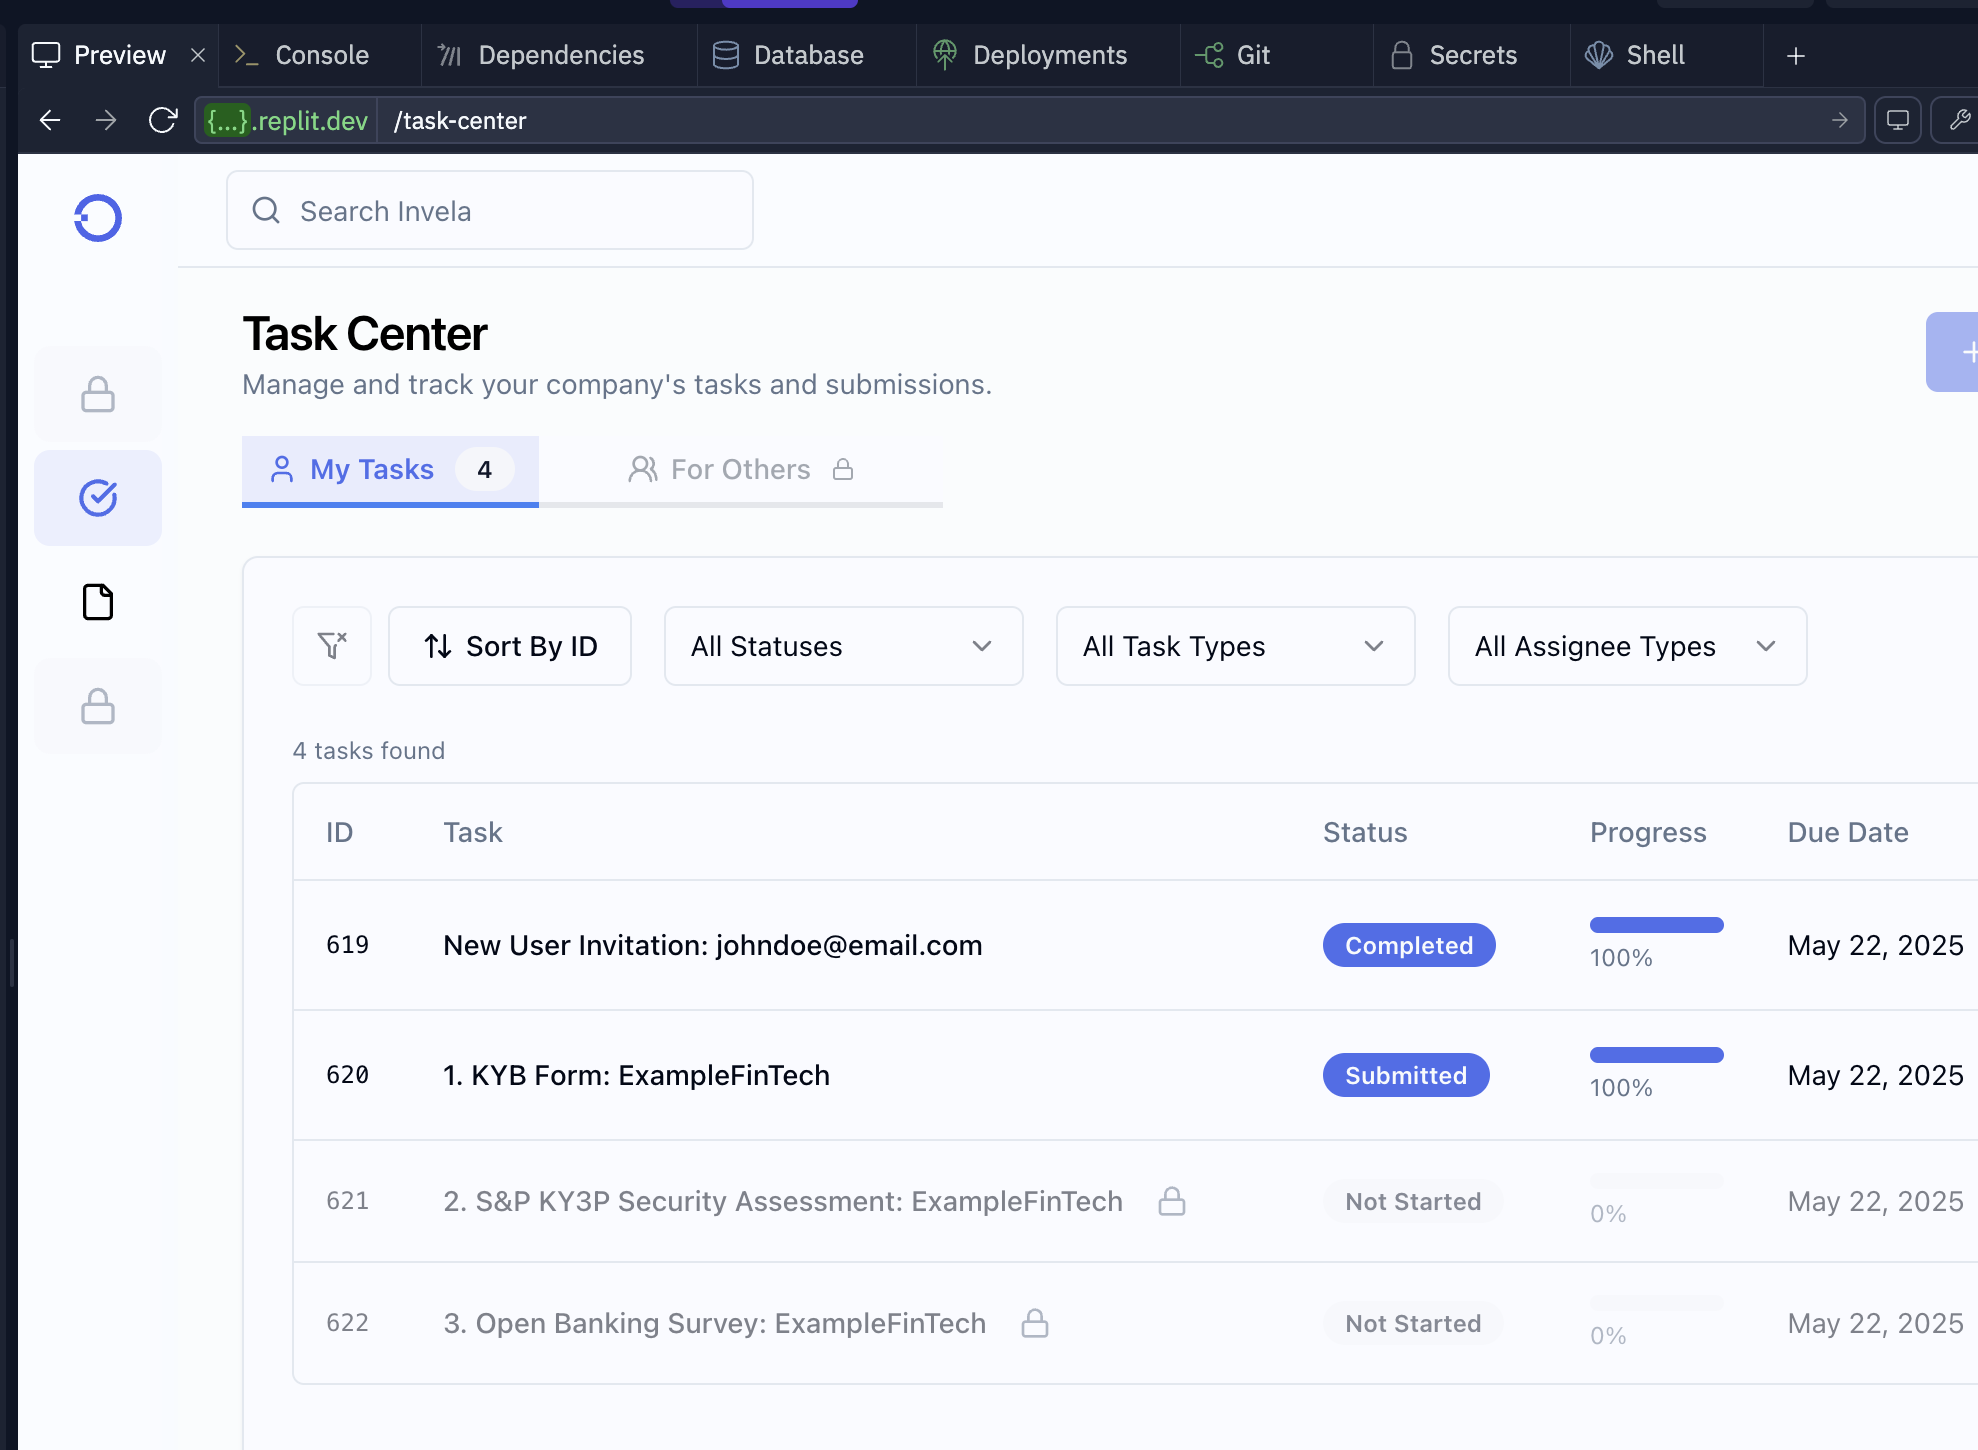 Preview
Console
Dependencies
Database
Deployments
Git
Secrets
Shell
{...}.replit.dev /task-center
Search Invela
Task Center
Manage and track your company's tasks and submissions.
My Tasks 4
For Others
Sort By ID
All Statuses
All Task Types
All Assignee Types
4 tasks found
ID Task Status Progress Due Date
619 New User Invitation: johndoe@email.com Completed 100% May 22, 2025
620 1. KYB Form: ExampleFinTech Submitted 100% May 22, 2025
621 2. S&P KY3P Security Assessment: ExampleFinTech Not Started 0% May 22, 2025
622 3. Open Banking Survey: ExampleFinTech Not Started 0% May 22, 2025